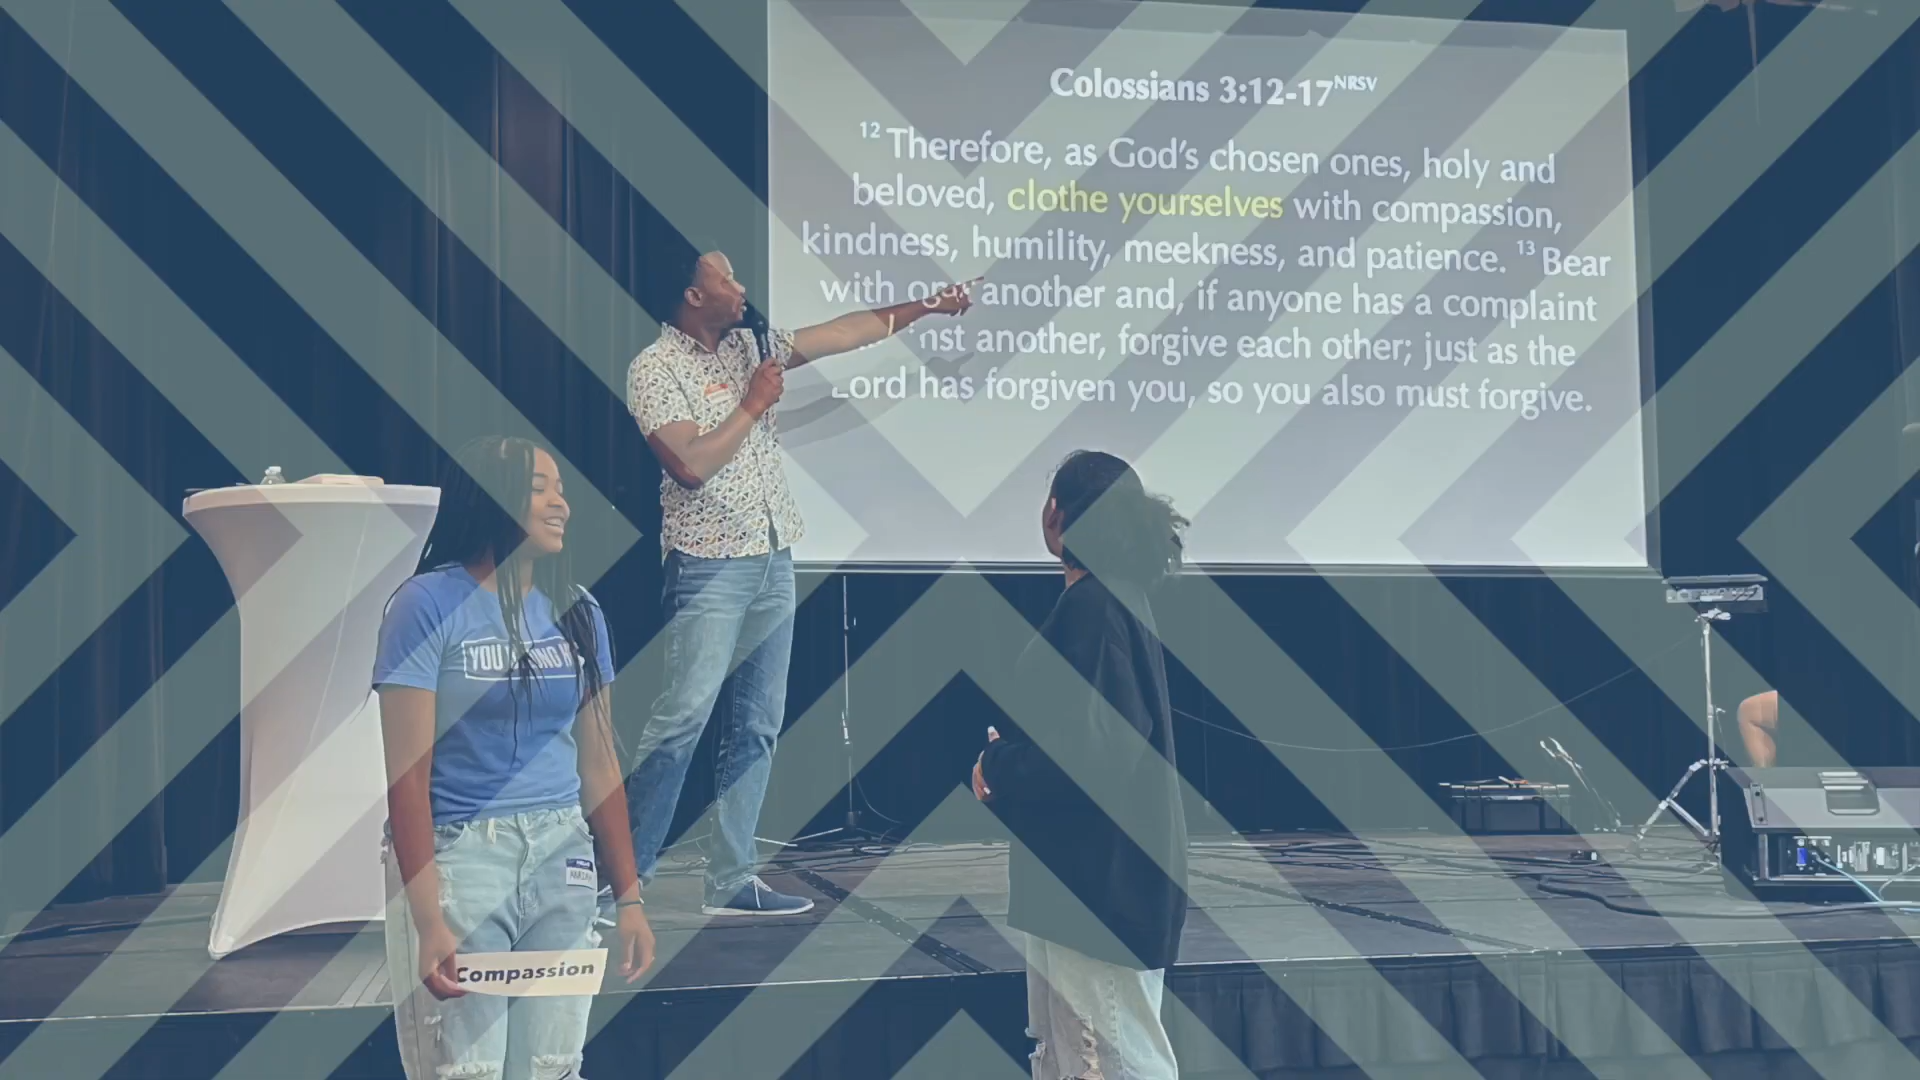 Colossians 3:12-17NRSV
12 Therefore, as God's chosen ones, holy and
beloved, clothe yourselves with compassion,
kindness, humility, meekness, and patience. 13 Bear
with another and, if anyone has a complaint
another, forgive each other; just as the
Lord has forgiven you, so you also must forgive.
YOU
Compassion